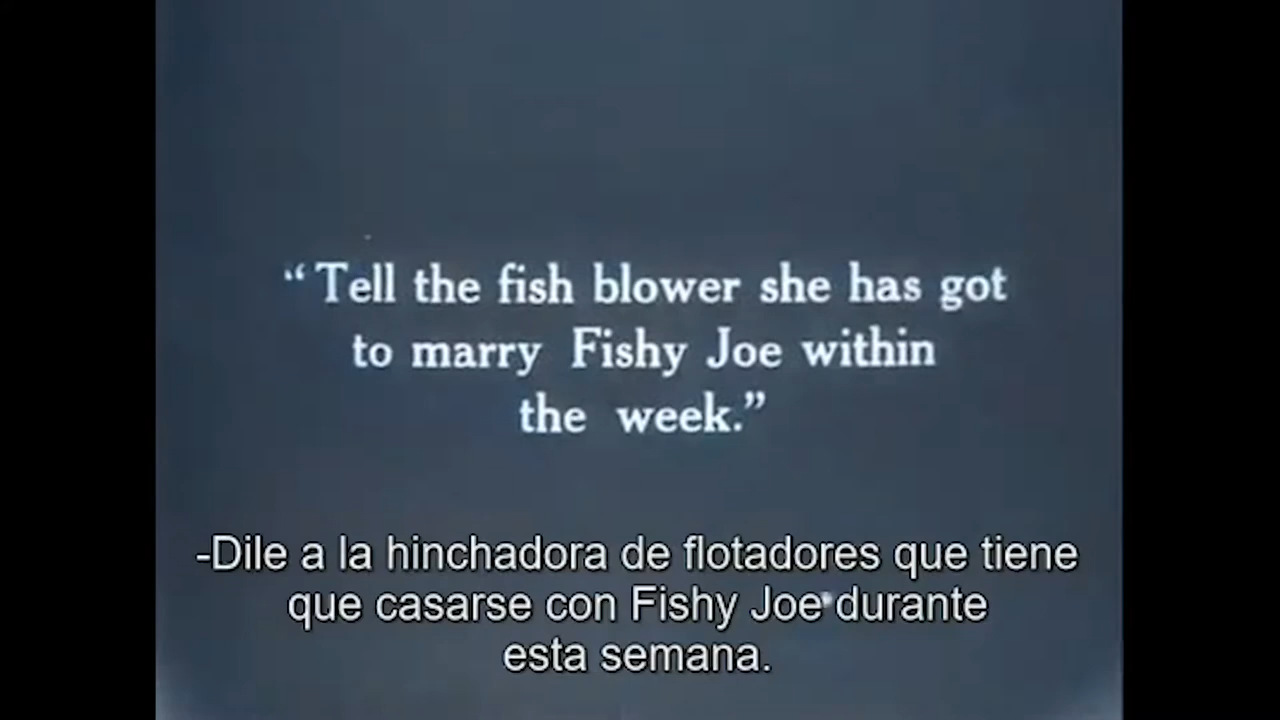 “Tell the fish blower she has got
to marry Fishy Joe within
the week.”
-Dile a la hinchadora de flotadores que tiene
que casarse con Fishy Joe durante
esta semana.